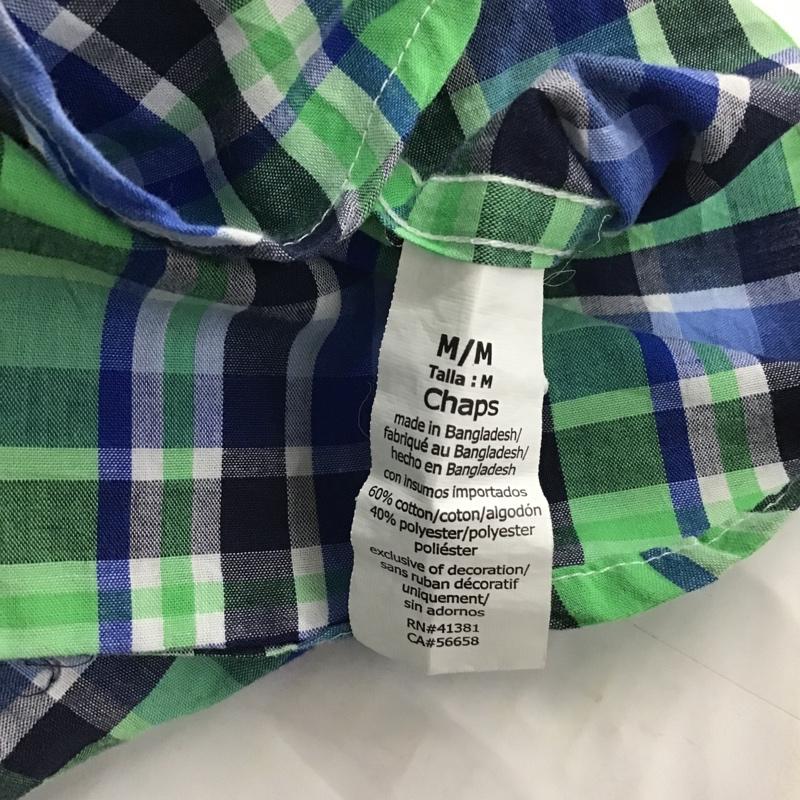 M/M
Talla : M
Chaps
made in Bangladesh/
fabriqué au Bangladesh/
hecho en Bangladesh
con insumos importados
60% cotton/coton/algodón
40% polyester/polyester
poliéster
exclusive of decoration/
sans ruban décoratif
uniquement/
sin adornos
RN#41381
CA#56658